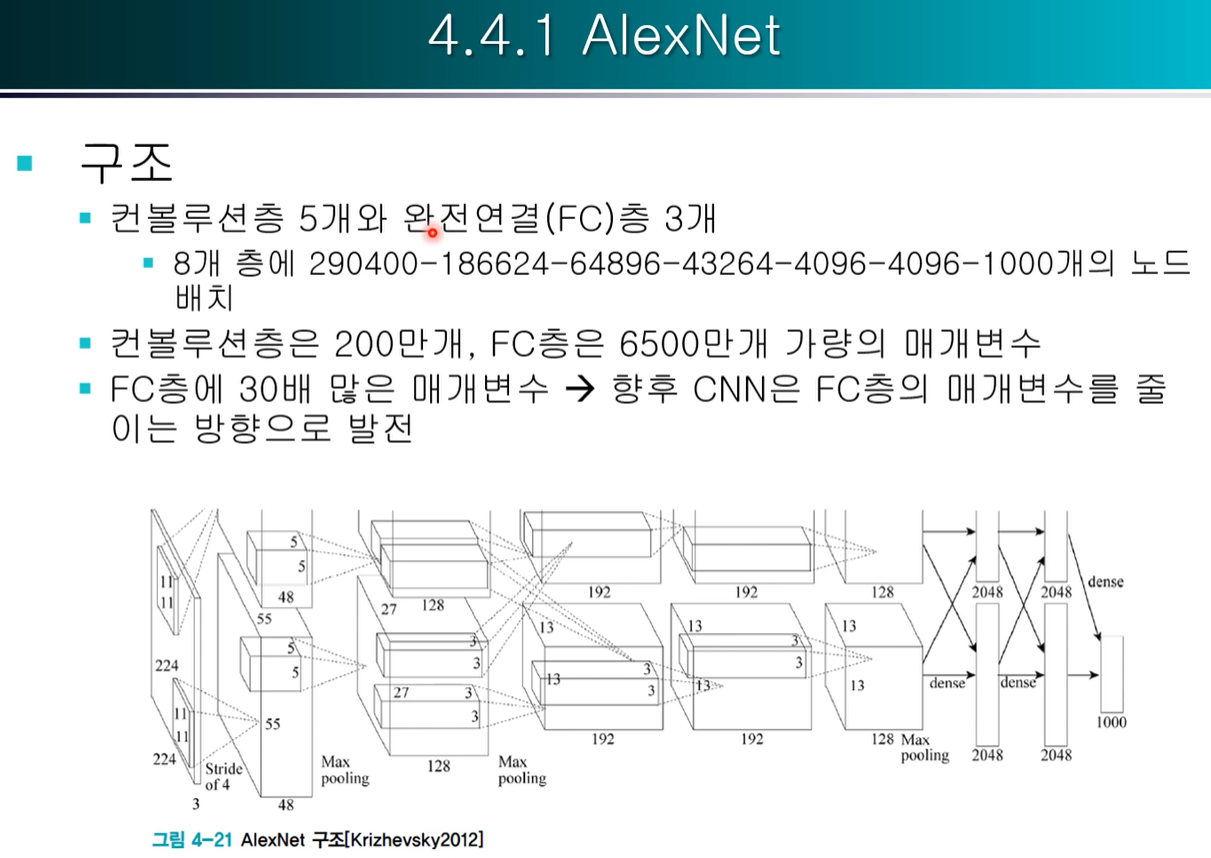 4.4.1 AlexNet
구조
컨볼루션층 5개와 완전연결(FC)층 3개
8개 층에 290400-186624-64896-43264-4096-4096-1000개의 노드
배치
컨볼루션층은 200만개, FC층은 6500만개 가량의 매개변수
FC층에 30배 많은 매개변수 → 향후 CNN은 FC층의 매개변수를 줄
이는 방향으로 발전
11
11
5
5
48
55
27
128
192
192
128
2048
2048
dense
224
5
5
3
3
13
13
3
3
13
13
3
3
13
13
27
3
3
dense
dense
11
11
55
1000
224
Stride
of 4
3
48
Max
pooling
128
Max
pooling
192
192
128
Max
pooling
2048
2048
그림 4-21 AlexNet 구조[Krizhevsky2012]